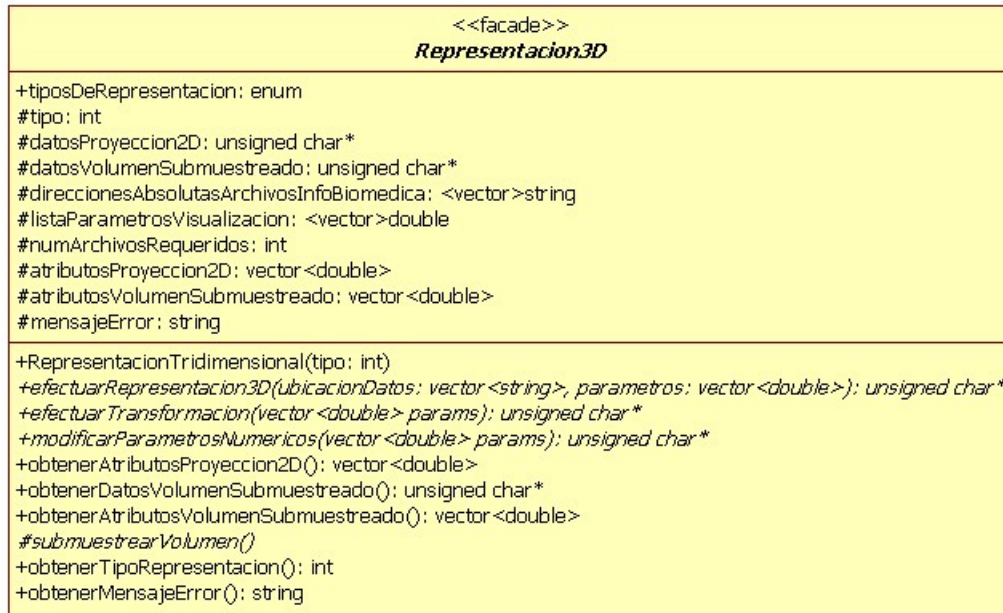 <<facade>>
Representacion3D
+tiposDeRepresentacion: enum
#tipo: int
#datosProyeccion2D: unsigned char*
#datosVolumenSubmuestreado: unsigned char*
#direccionesAbsolutasArchivosInfoBiomedica: <vector>string
#listaParametrosVisualizacion: <vector>double
#numArchivosRequeridos: int
#atributosProyeccion2D: vector<double>
#atributosVolumenSubmuestreado: vector<double>
#mensajeError: string
+RepresentacionTridimensional(tipo: int)
+efectuarRepresentacion3D(ubicacionDatos: vector<string>, parametros: vector<double>): unsigned char*
+efectuarTransformacion(vector<double> params): unsigned char*
+modificarParametrosNumericos(vector<double> params): unsigned char*
+obtenerAtributosProyeccion2D(): vector<double>
+obtenerDatosVolumenSubmuestreado(): unsigned char*
+obtenerAtributosVolumenSubmuestreado(): vector<double>
#submuestrearVolumen()
+obtenerTipoRepresentacion(): int
+obtenerMensajeError(): string